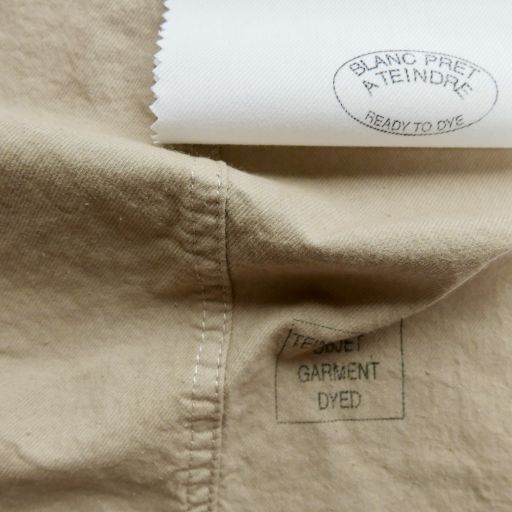 BLANC PRET
A TEINDRE
READY TO DYE
GARMENT
DYED